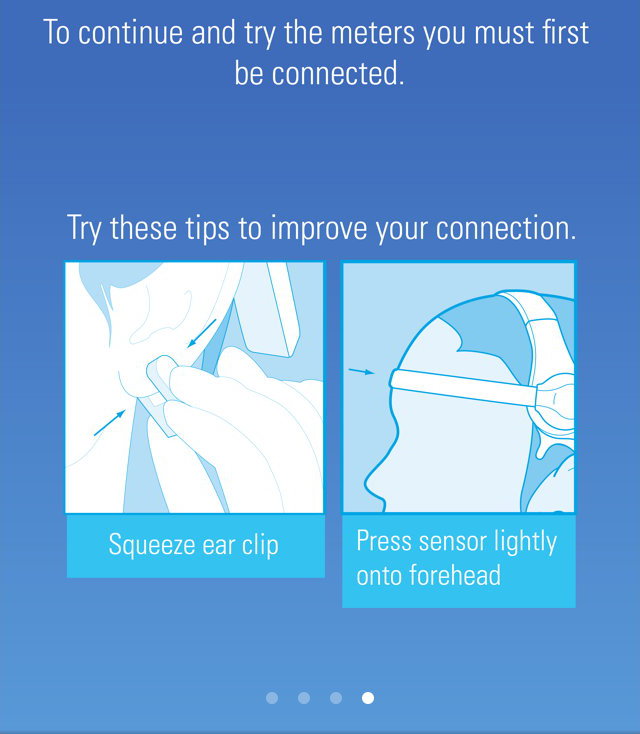 To continue and try the meters you must first
be connected.
Try these tips to improve your connection.
Squeeze ear clip
Press sensor lightly
onto forehead